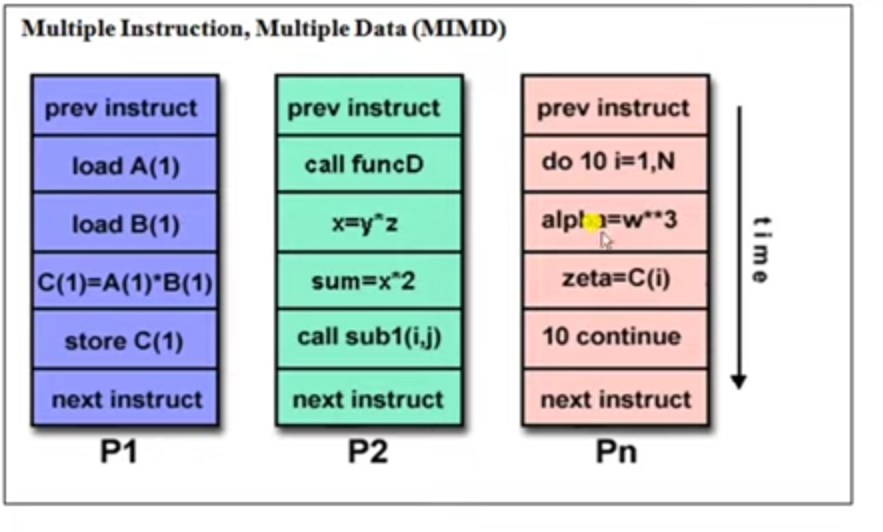 Multiple Instruction, Multiple Data (MIMD)
prev instruct
load A(1)
load B(1)
C(1)=A(1)*B(1)
store C(1)
next instruct
P1
prev instruct
call funcD
x=y*z
sum=x*2
call sub1(i,j)
next instruct
P2
prev instruct
do 10 i=1,N
alpha=w**3
zeta=C(i)
10 continue
next instruct
Pn
time